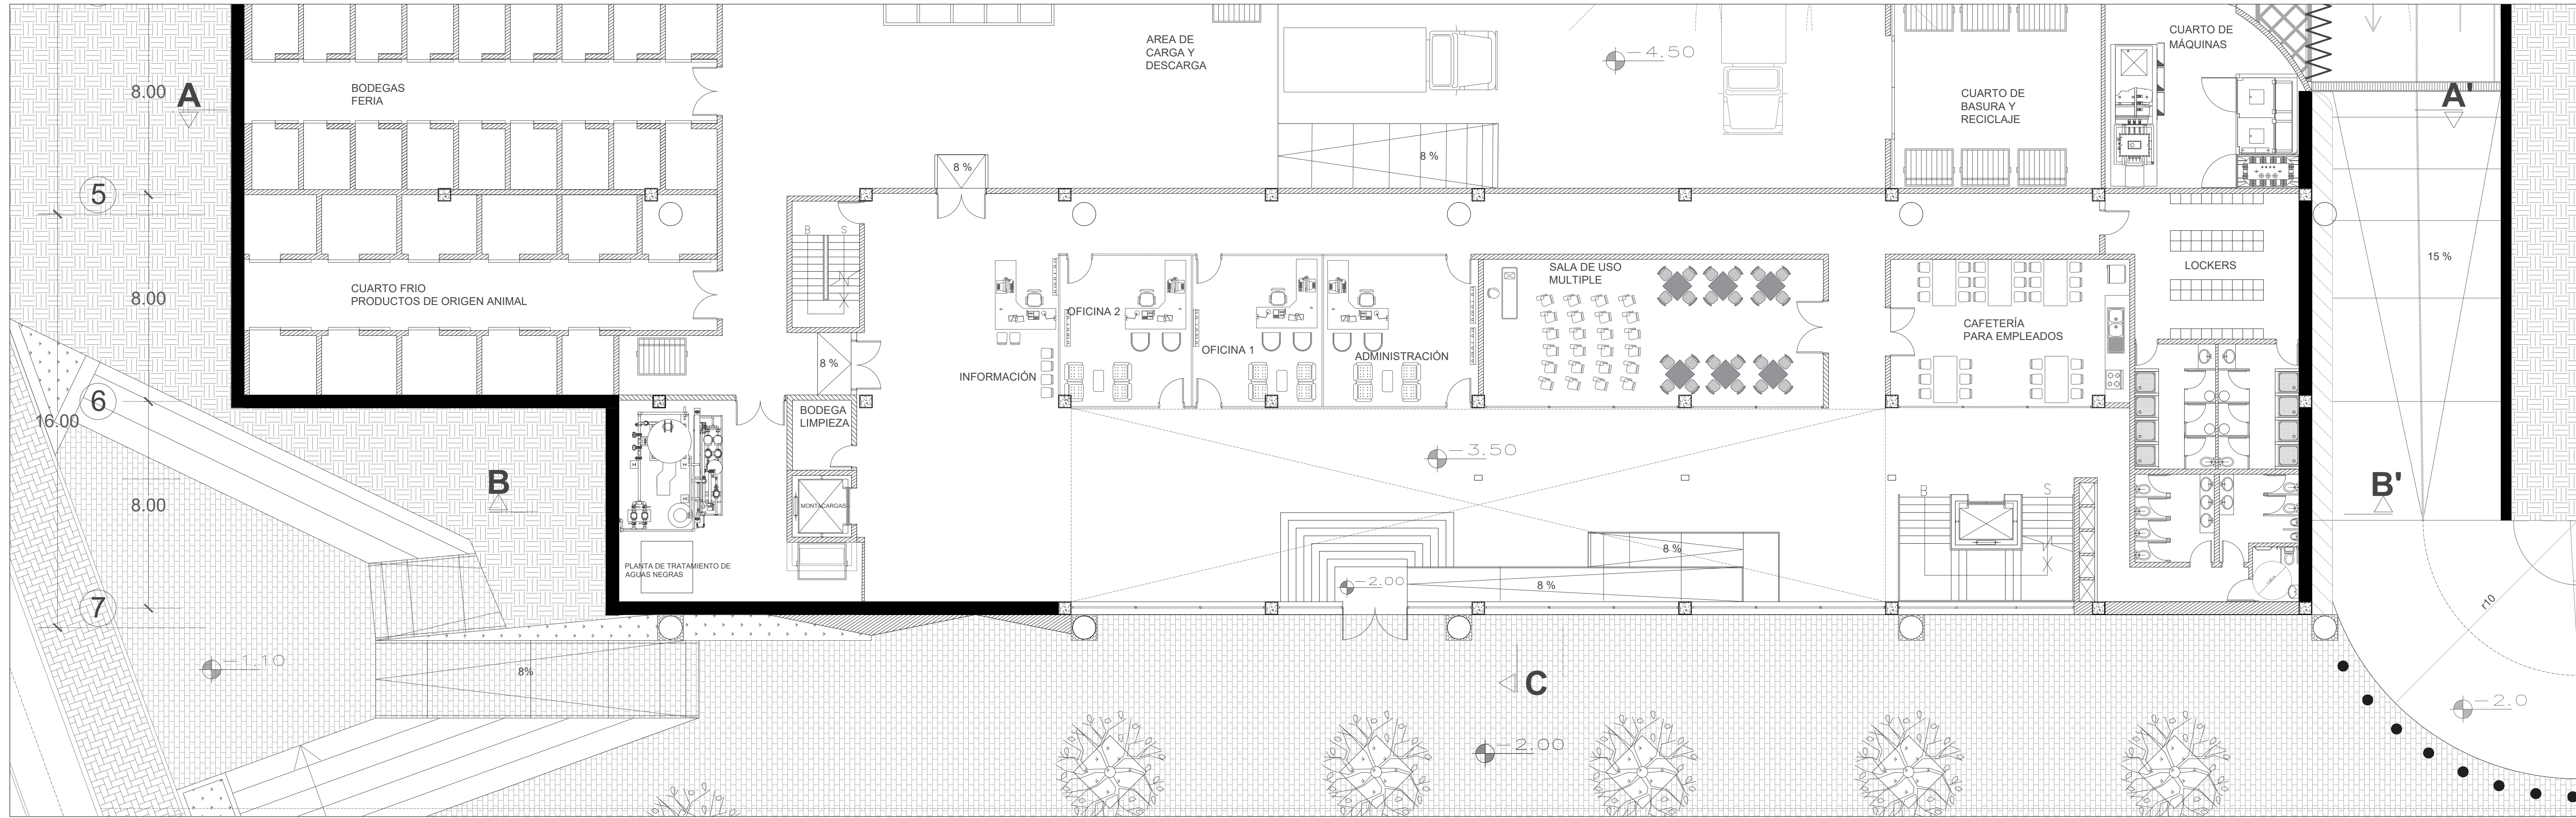 AREA DE
CARGA Y
DESCARGA
-4.50
CUARTO DE
MÁQUINAS
8.00
A
BODEGAS
FERIA
CUARTO DE
BASURA Y
RECICLAJE
A'
8 %
8 %
5
B
S
15 %
LOCKERS
SALA DE USO
MULTIPLE
8.00
CUARTO FRIO
PRODUCTOS DE ORIGEN ANIMAL
OFICINA 2
CAFETERÍA
PARA EMPLEADOS
OFICINA 1
ADMINISTRACIÓN
8 %
INFORMACIÓN
6
16.00
BODEGA
LIMPIEZA
-3.50
B
B'
B
S
8.00
MONTACARGAS
8 %
PLANTA DE TRATAMIENTO DE
AGUAS NEGRAS
-2.00
8 %
7
r10
-1.10
8%
C
-2.0
-2.00